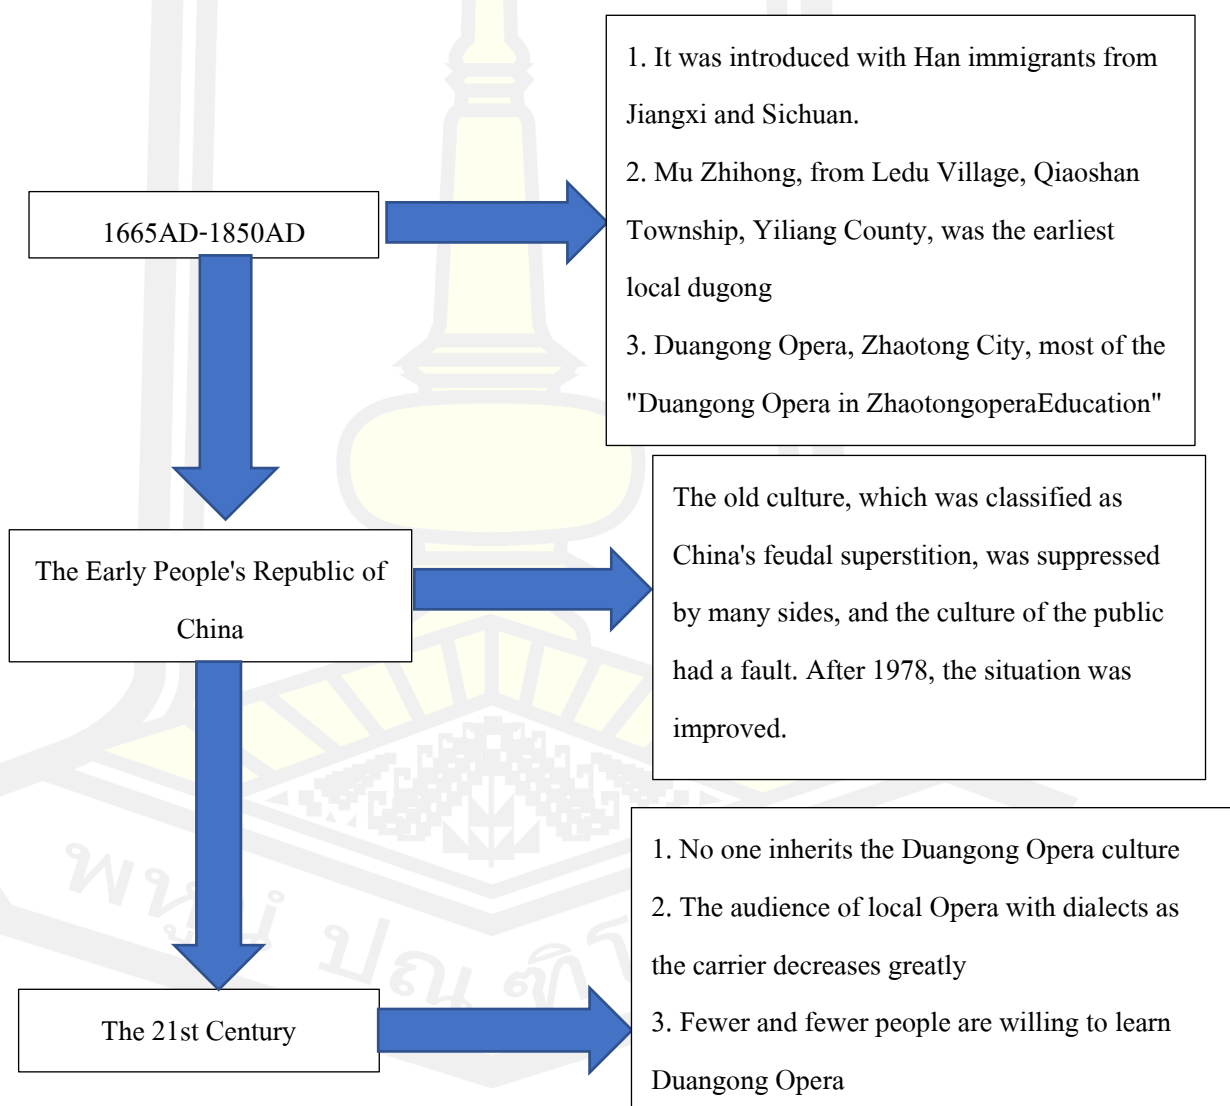 1665AD-1850AD
1. It was introduced with Han immigrants from
Jiangxi and Sichuan.
2. Mu Zhihong, from Ledu Village, Qiaoshan
Township, Yiliang County, was the earliest
local dugong
3. Duangong Opera, Zhaotong City, most of the
"Duangong Opera in ZhaotongoperaEducation"
The Early People's Republic of
China
The old culture, which was classified as
China's feudal superstition, was suppressed
by many sides, and the culture of the public
had a fault. After 1978, the situation was
improved.
The 21st Century
1. No one inherits the Duangong Opera culture
2. The audience of local Opera with dialects as
the carrier decreases greatly
3. Fewer and fewer people are willing to learn
Duangong Opera